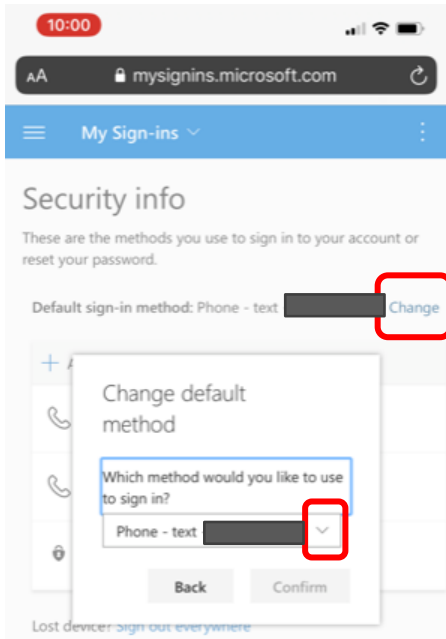 10:00
AA mysignins.microsoft.com
My Sign-ins
Security info
These are the methods you use to sign in to your account or
reset your password.
Default sign-in method: Phone - text Change
Change default
method
Which method would you like to use
to sign in?
Phone - text
Back Confirm
Lost device? Sign out everywhere